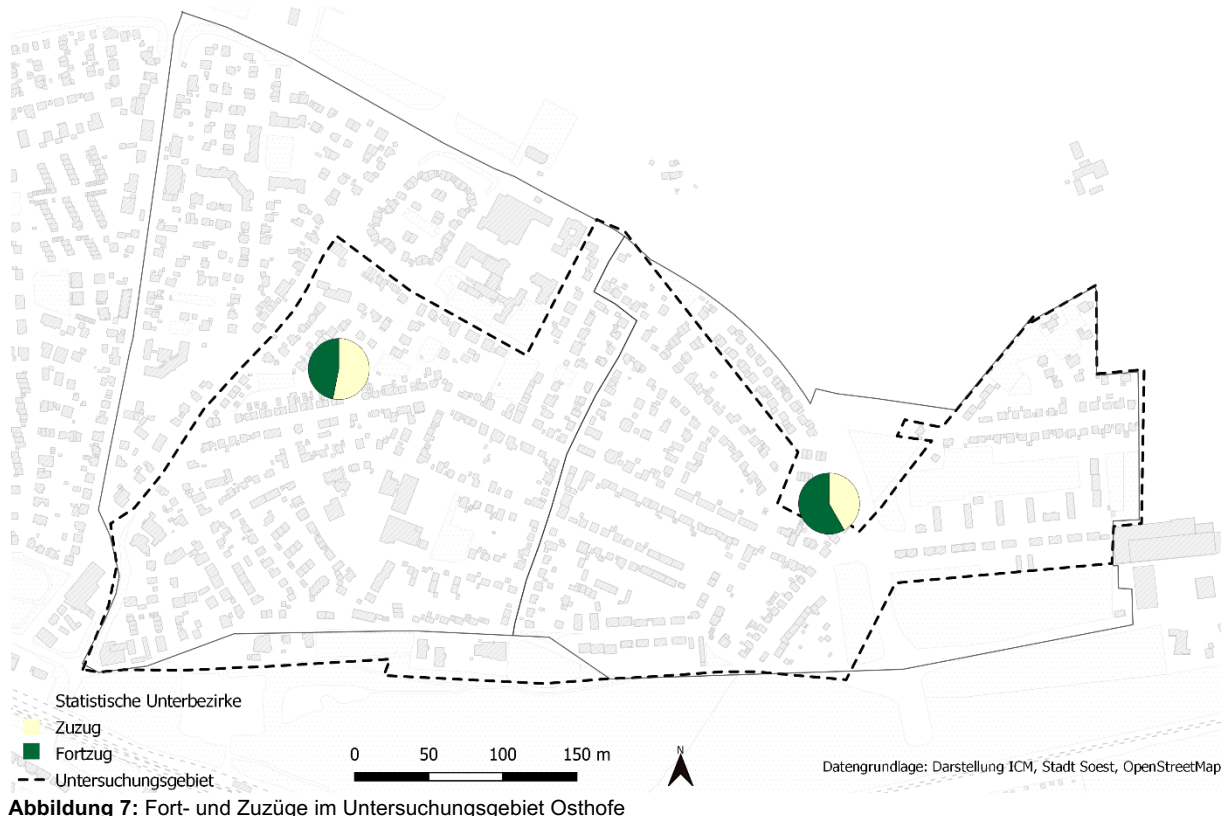 Statistische Unterbezirke
Zuzug
Fortzug
Untersuchungsgebiet
0 50 100 150 m
N
Datengrundlage: Darstellung ICM, Stadt Soest, OpenStreetMap
Abbildung 7: Fort- und Zuzüge im Untersuchungsgebiet Osthofe